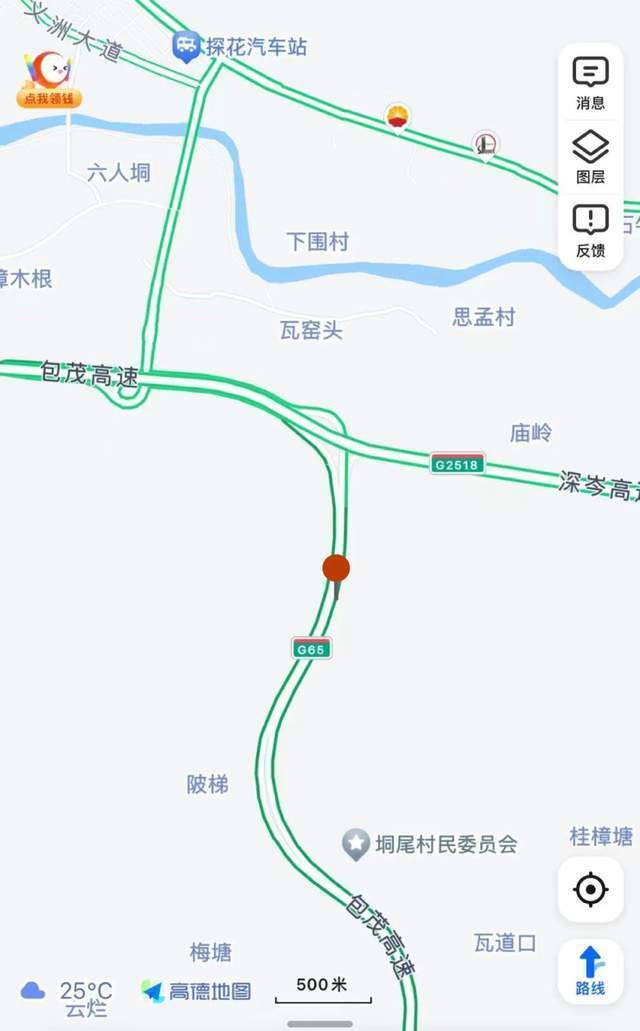 义洲大道
探花汽车站
点我领钱
消息
六人垌
图层
石牛
下围村
反馈
樟木根
思孟村
瓦窑头
包茂高速
庙岭
G2518
深岑高速
G65
陂梯
桂樟塘
垌尾村民委员会
包茂高速
瓦道口
梅塘
500米
25°C
高德地图
路线
云烂